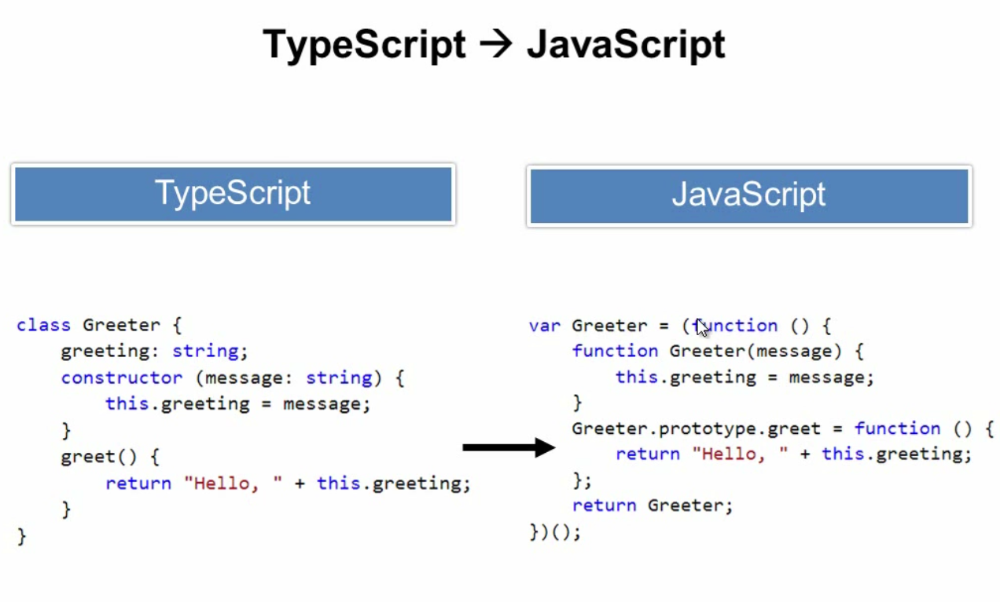 TypeScript → JavaScript
TypeScript
JavaScript
class Greeter {
    greeting: string;
    constructor (message: string) {
        this.greeting = message;
    }
    greet() {
        return "Hello, " + this.greeting;
    }
}
var Greeter = (function () {
    function Greeter(message) {
        this.greeting = message;
    }
    Greeter.prototype.greet = function () {
        return "Hello, " + this.greeting;
    };
    return Greeter;
})();